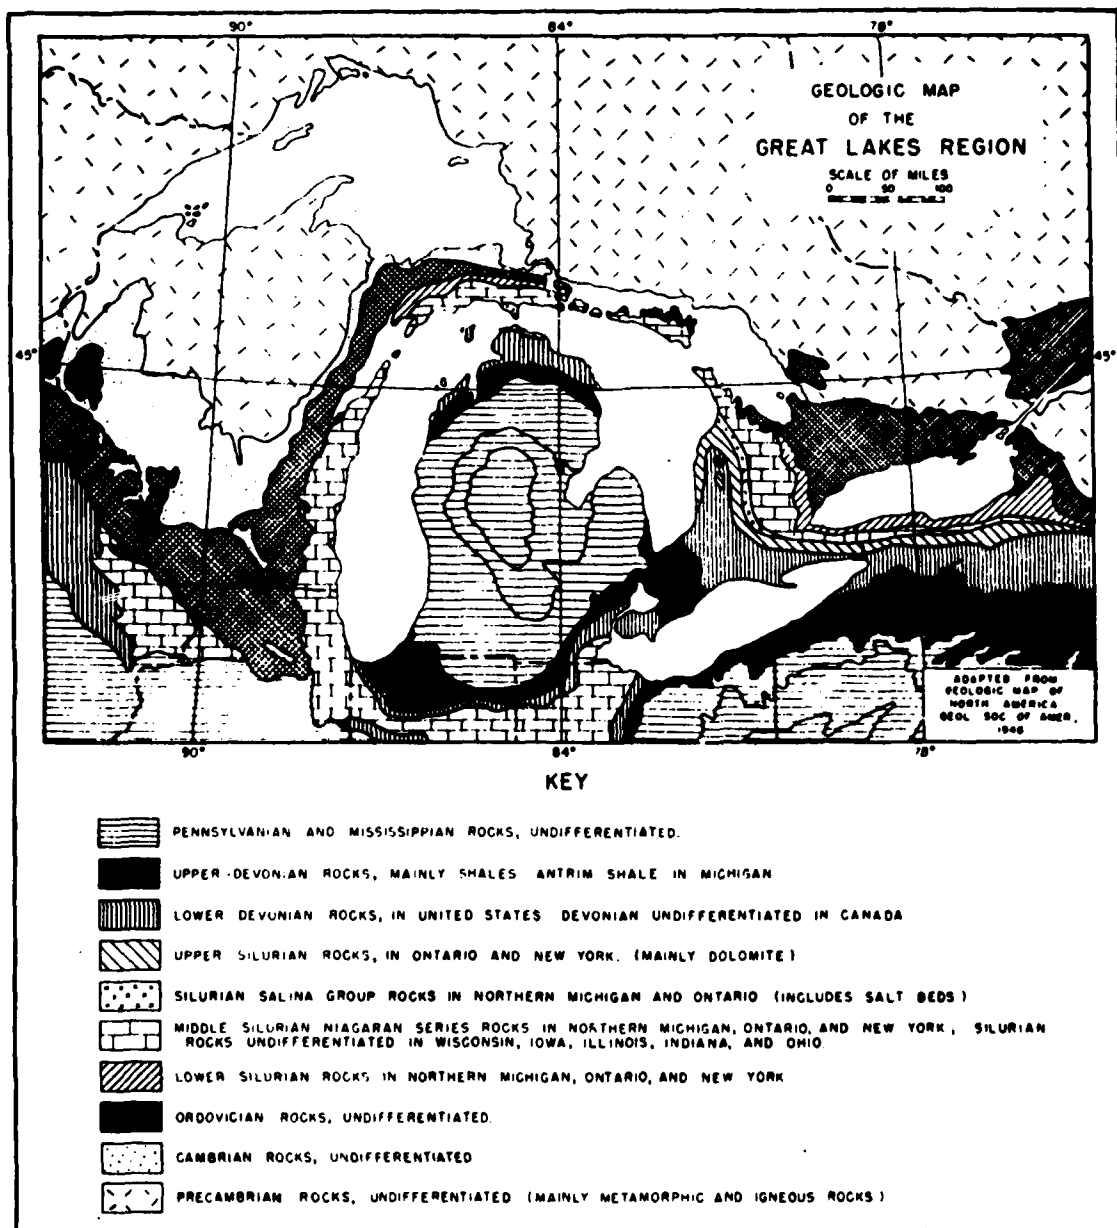 90° 84° 78°
GEOLOGIC MAP
OF THE
GREAT LAKES REGION
SCALE OF MILES
0 50 100
45° 45°
ADAPTED FROM
GEOLOGIC MAP OF
NORTH AMERICA
GEOL SOC OF AMER.
1946
90° 84° 78°
KEY
PENNSYLVANIAN AND MISSISSIPPIAN ROCKS, UNDIFFERENTIATED.
UPPER-DEVONIAN ROCKS, MAINLY SHALES ANTRIM SHALE IN MICHIGAN
LOWER DEVONIAN ROCKS, IN UNITED STATES DEVONIAN UNDIFFERENTIATED IN CANADA
UPPER SILURIAN ROCKS, IN ONTARIO AND NEW YORK. (MAINLY DOLOMITE)
SILURIAN SALINA GROUP ROCKS IN NORTHERN MICHIGAN AND ONTARIO (INCLUDES SALT BEDS)
MIDDLE SILURIAN NIAGARAN SERIES ROCKS IN NORTHERN MICHIGAN, ONTARIO, AND NEW YORK, SILURIAN
ROCKS UNDIFFERENTIATED IN WISCONSIN, IOWA, ILLINOIS, INDIANA, AND OHIO
LOWER SILURIAN ROCKS IN NORTHERN MICHIGAN, ONTARIO, AND NEW YORK
ORDOVICIAN ROCKS, UNDIFFERENTIATED.
CAMBRIAN ROCKS, UNDIFFERENTIATED
PRECAMBRIAN ROCKS, UNDIFFERENTIATED (MAINLY METAMORPHIC AND IGNEOUS ROCKS)